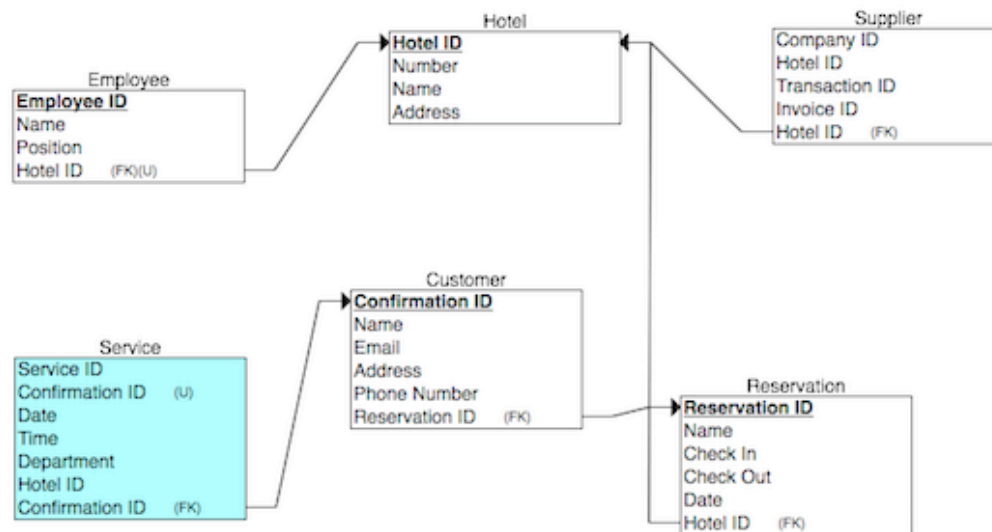 Hotel
Hotel ID
Number
Name
Address
Supplier
Company ID
Hotel ID
Transaction ID
Invoice ID
Hotel ID (FK)
Employee
Employee ID
Name
Position
Hotel ID (FK)(U)
Customer
Confirmation ID
Name
Email
Address
Phone Number
Reservation ID (FK)
Service
Service ID
Confirmation ID (U)
Date
Time
Department
Hotel ID
Confirmation ID (FK)
Reservation
Reservation ID
Name
Check In
Check Out
Date
Hotel ID (FK)